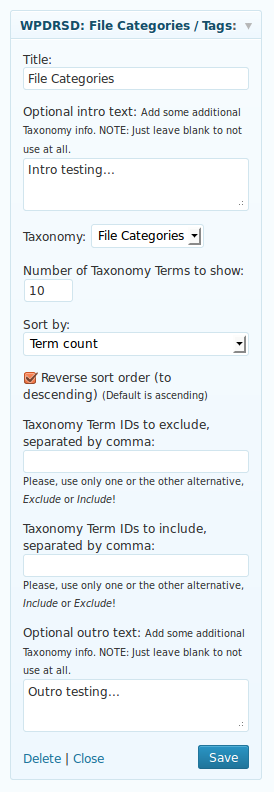 WPDRSD: File Categories / Tags:
Title:
File Categories
Optional intro text: Add some additional
Taxonomy info. NOTE: Just leave blank to not
use at all.
Intro testing...
Taxonomy: File Categories
Number of Taxonomy Terms to show:
10
Sort by:
Term count
Reverse sort order (to
descending) (Default is ascending)
Taxonomy Term IDs to exclude,
separated by comma:
Please, use only one or the other alternative,
Exclude or Include!
Taxonomy Term IDs to include,
separated by comma:
Please, use only one or the other alternative,
Include or Exclude!
Optional outro text: Add some additional
Taxonomy info. NOTE: Just leave blank to not
use at all.
Outro testing...
Delete | Close Save